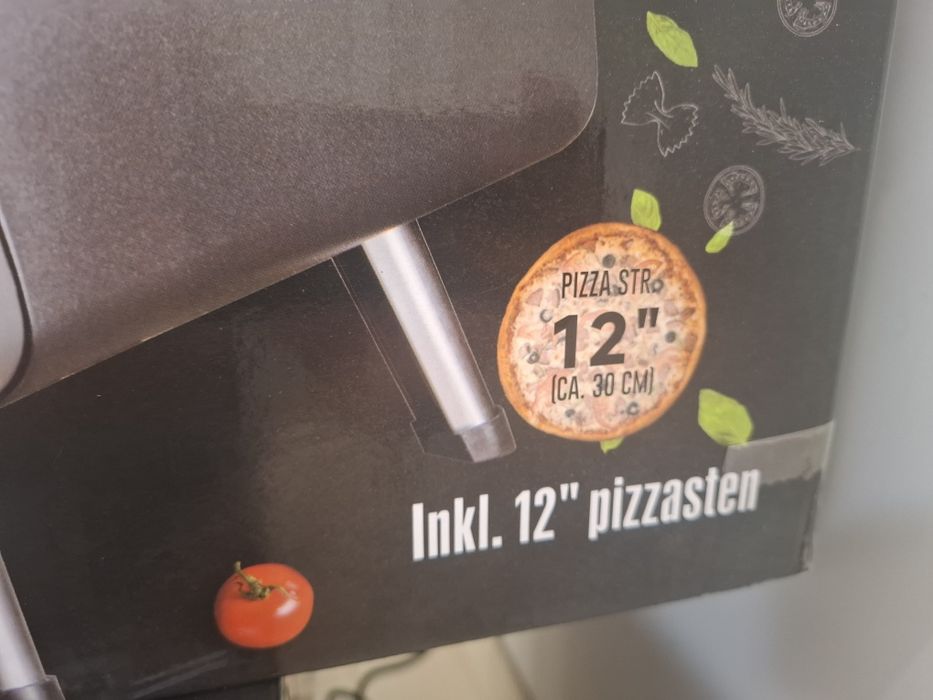 PIZZA STR.
12"
(CA. 30 CM)
Inkl. 12" pizzasten